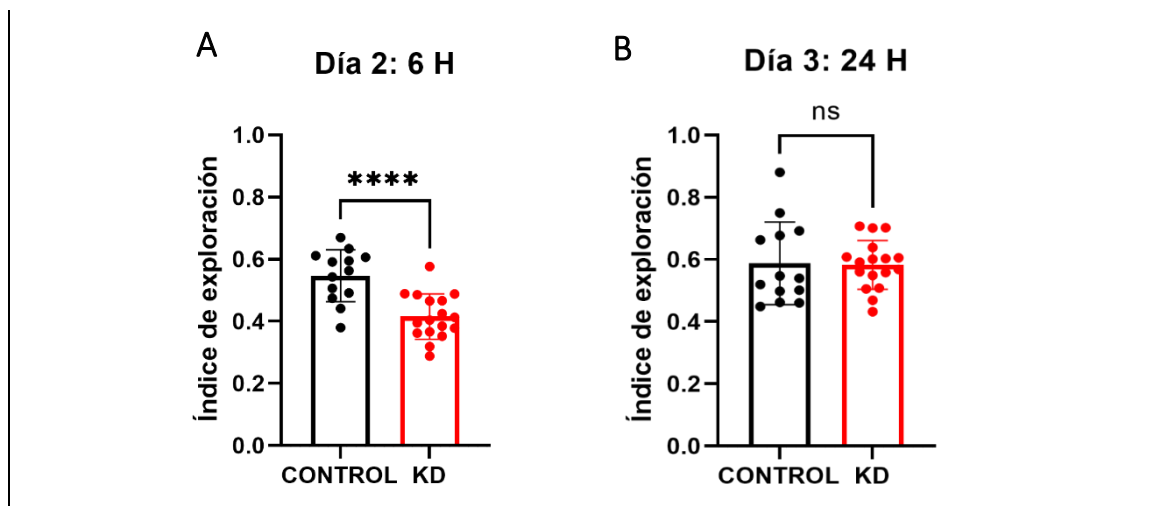 A
Día 2: 6 H
****
Índice de exploración
1.0
0.8
0.6
0.4
0.2
0.0
CONTROL KD
B
Día 3: 24 H
ns
Índice de exploración
1.0
0.8
0.6
0.4
0.2
0.0
CONTROL KD